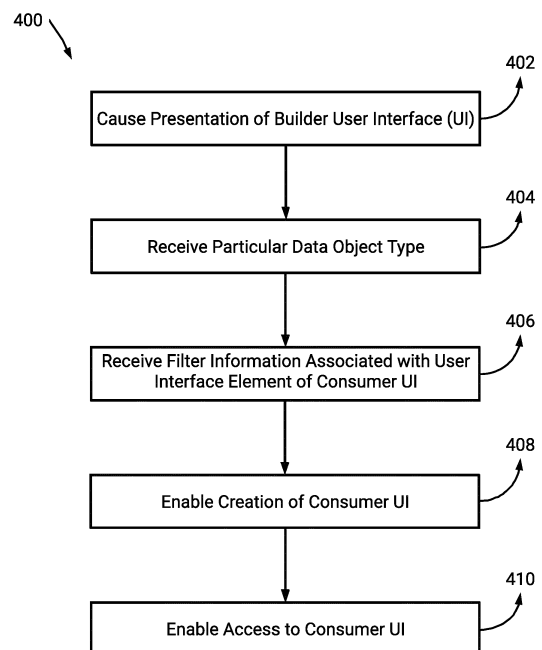 400
402
Cause Presentation of Builder User Interface (UI)
404
Receive Particular Data Object Type
406
Receive Filter Information Associated with User
Interface Element of Consumer UI
408
Enable Creation of Consumer UI
410
Enable Access to Consumer UI